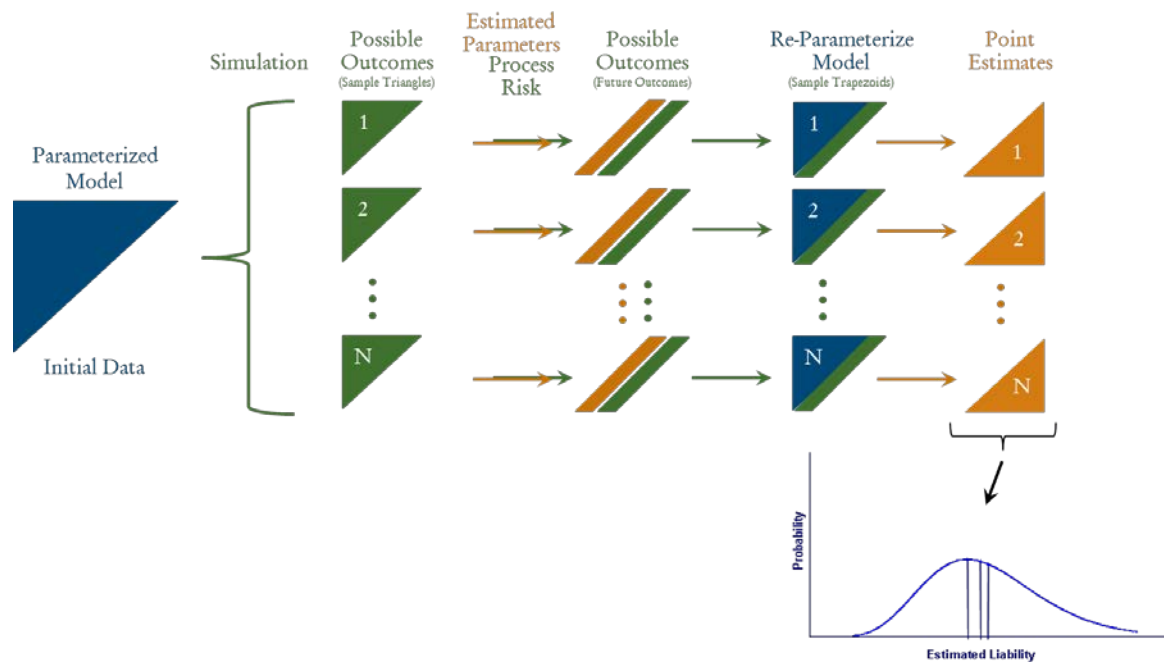 Parameterized
Model
Initial Data
Simulation
Possible
Outcomes
(Sample Triangles)
1
2
N
Estimated
Parameters
Process
Risk
Possible
Outcomes
(Future Outcomes)
Re-Parameterize
Model
(Sample Trapezoids)
1
2
N
Point
Estimates
1
2
N
Probability
Estimated Liability